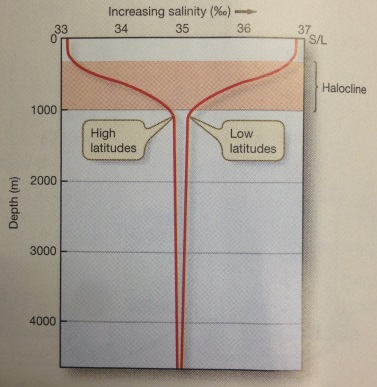 Increasing salinity (‰)
33 34 35 36 37
0 S/L
Halocline
1000
High
latitudes
Low
latitudes
2000
Depth (m)
3000
4000